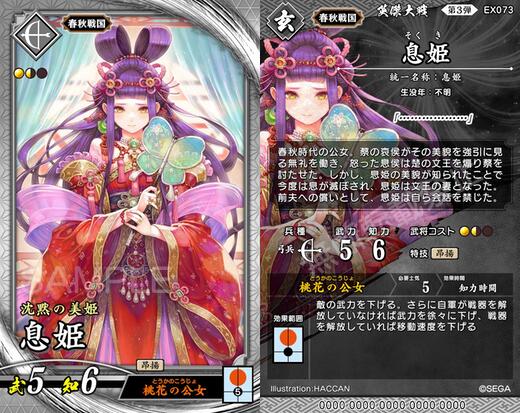 春秋戦国
SAMPLE
沈黙の美姫
息姫
昂揚
とうかのこうじょ
桃花の公女
武5 知6
5
玄
春秋戦国
英傑大戦
第3弾
EX073
そくき
息姫
統一名称：息姫
生没年：不明
「………………」
春秋時代の公女。蔡の哀侯がその美貌を強引に見
る無礼を働き、怒った息侯は楚の文王を煽り蔡を
討たせた。しかし、息姫の美貌が知られたことで
今度は息が滅ぼされ、息姫は文王の妻となった。
前夫への償いとして、息姫は自ら会話を禁じた。
兵種 武力 知力 武将コスト
弓兵 5 6 特技 昂揚
とうかのこうじょ 必要士気 効果時間
桃花の公女 5 知力時間
効果範囲
敵の武力を下げる。さらに自軍が戦器を
解放していなければ武力を徐々に下げ、戦器
を解放していれば移動速度を下げる
Illustration:HACCAN
©SEGA
0000 0000-0000 0000-0000 0000